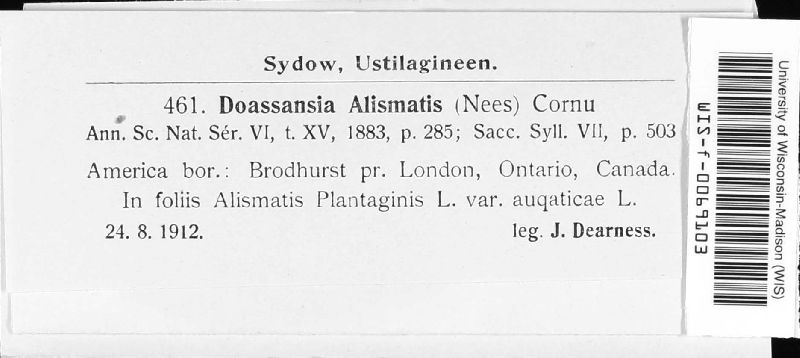 Sydow, Ustilagineen.
461. Doassansia Alismatis (Nees) Cornu
Ann. Sc. Nat. Sér. VI, t. XV, 1883, p. 285; Sacc. Syll. VII, p. 503
America bor.: Brodhurst pr. London, Ontario, Canada.
In foliis Alismatis Plantaginis L. var. auqaticae L.
24. 8. 1912. leg. J. Dearness.
University of Wisconsin-Madison (WIS)
WIS-f-0096103